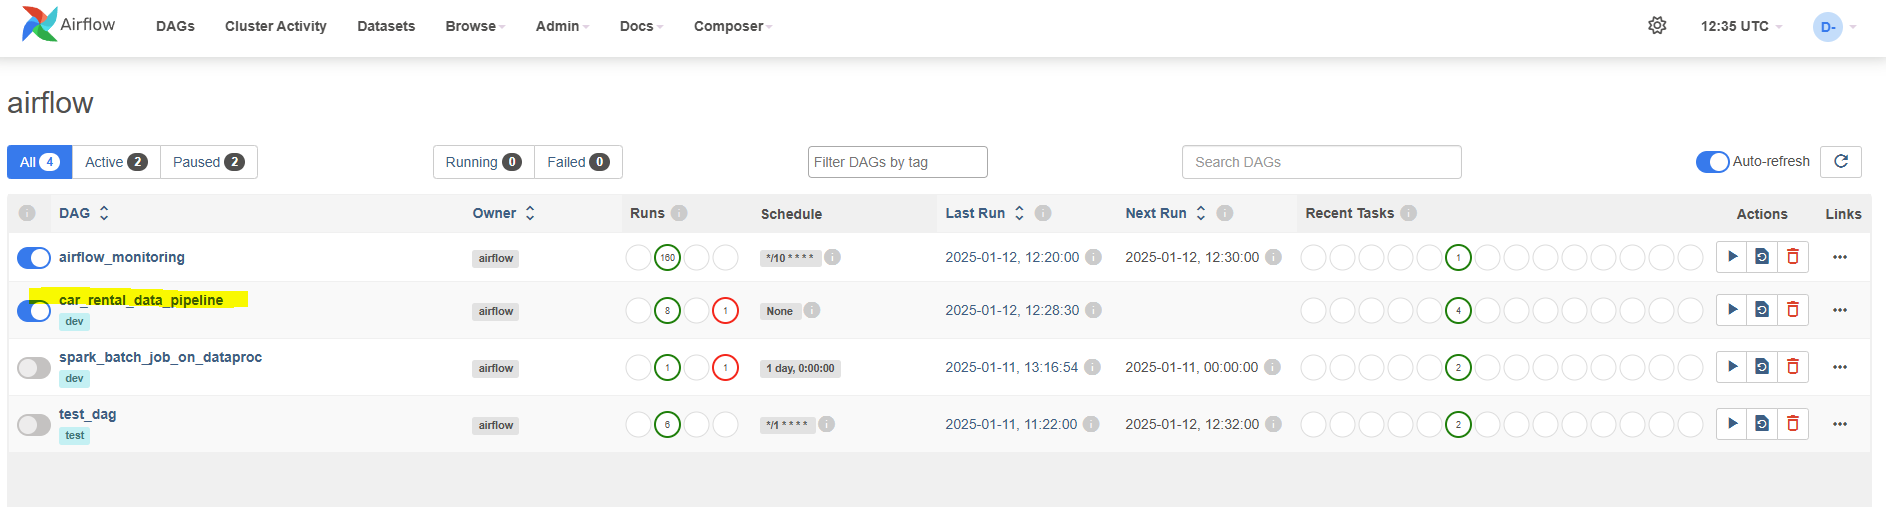 Airflow DAGs Cluster Activity Datasets Browse Admin Docs Composer 12:35 UTC D-
airflow
All 4 Active 2 Paused 2 Running 0 Failed 0 Filter DAGs by tag Search DAGs Auto-refresh
i DAG Owner Runs i Schedule Last Run i Next Run i Recent Tasks i Actions Links
airflow_monitoring airflow 160 */10 * * * * i 2025-01-12, 12:20:00 i 2025-01-12, 12:30:00 i 1
car_rental_data_pipeline airflow 8 1 None i 2025-01-12, 12:28:30 i 4
dev
spark_batch_job_on_dataproc airflow 1 1 1 day, 0:00:00 2025-01-11, 13:16:54 i 2025-01-11, 00:00:00 i 2
dev
test_dag airflow 6 */1 * * * * i 2025-01-11, 11:22:00 i 2025-01-12, 12:32:00 i 2
test